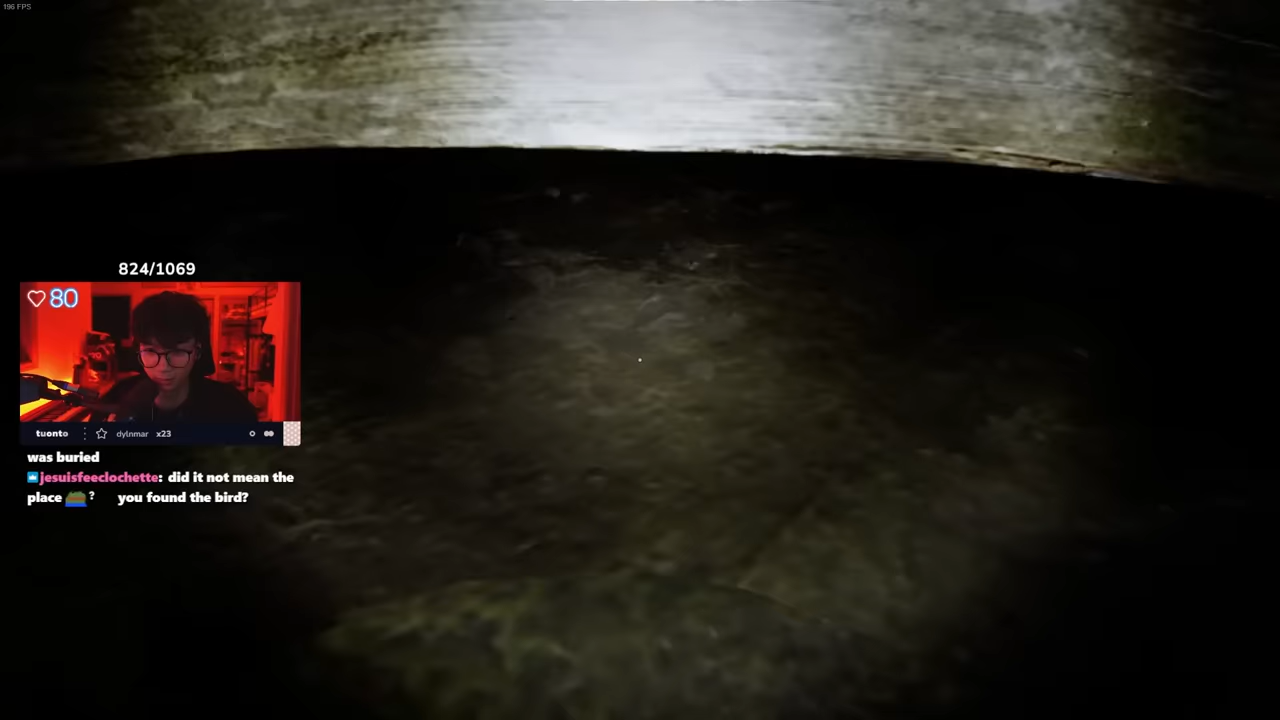 196 FPS
824/1069
80
tuonto dylnmar x23
was buried
jesuisfeeclochette: did it not mean the
place ? you found the bird?